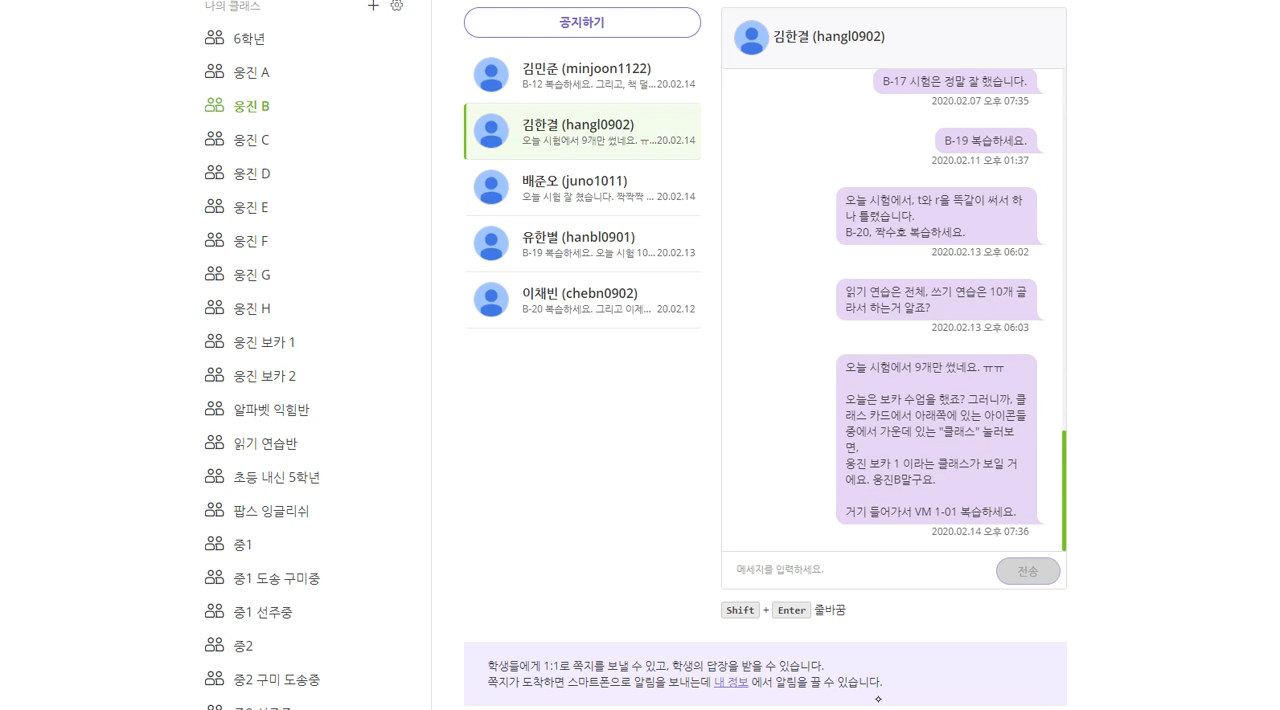 나의 클래스
6학년
웅진 A
웅진 B
웅진 C
웅진 D
웅진 E
웅진 F
웅진 G
웅진 H
웅진 보카 1
웅진 보카 2
알파벳 익힘반
읽기 연습반
초등 내신 5학년
팝스 잉글리쉬
중1
중1 도송 구미중
중1 선주중
중2
중2 구미 도송중
공지하기
김민준 (minjoon1122)
B-12 복습하세요. 그리고, 책 덜... 20.02.14
김한결 (hangl0902)
오늘 시험에서 9개만 썼네요. ㅠ... 20.02.14
배준오 (juno1011)
오늘 시험 잘 쳤습니다. 짝짝짝 ... 20.02.14
유한별 (hanbl0901)
B-19 복습하세요. 오늘 시험 10... 20.02.13
이채빈 (chebn0902)
B-20 복습하세요. 그리고 이제... 20.02.12
김한결 (hangl0902)
B-17 시험은 정말 잘 했습니다.
2020.02.07 오후 07:35
B-19 복습하세요.
2020.02.11 오후 01:37
오늘 시험에서, t와 r을 똑같이 써서 하
나 틀렸습니다.
B-20, 짝수호 복습하세요.
2020.02.13 오후 06:02
읽기 연습은 전체, 쓰기 연습은 10개 골
라서 하는거 알죠?
2020.02.13 오후 06:03
오늘 시험에서 9개만 썼네요. ㅠㅠ
오늘은 보카 수업을 했죠? 그러니까, 클
래스 카드에서 아래쪽에 있는 아이콘들
중에서 가운데 있는 "클래스" 눌러보
면,
웅진 보카 1 이라는 클래스가 보일 거
에요. 웅진B말구요.
거기 들어가서 VM 1-01 복습하세요.
2020.02.14 오후 07:36
메세지를 입력하세요.
전송
Shift + Enter 줄바꿈
학생들에게 1:1로 쪽지를 보낼 수 있고, 학생의 답장을 받을 수 있습니다.
쪽지가 도착하면 스마트폰으로 알림을 보내는데 내 정보 에서 알림을 끌 수 있습니다.